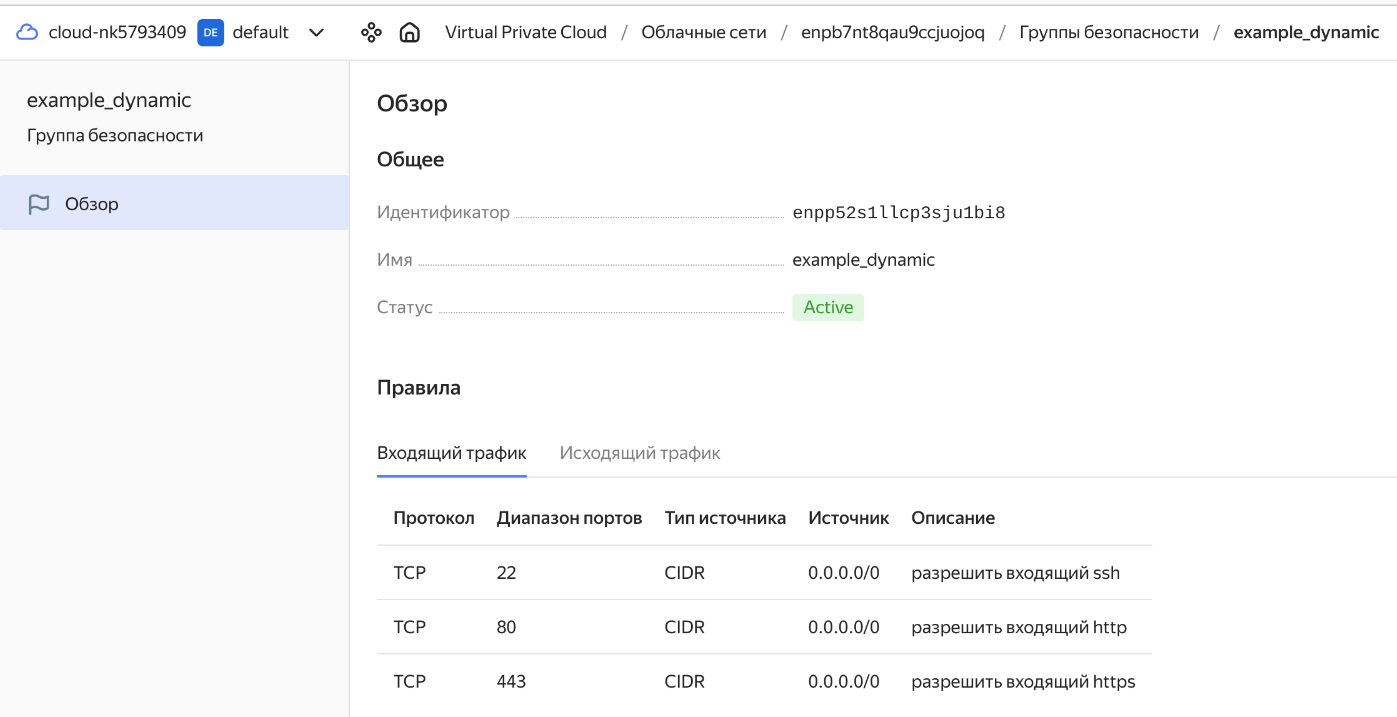 cloud-nk5793409 DE default Virtual Private Cloud / Облачные сети / enpb7nt8qau9ccjuojoq / Группы безопасности / example_dynamic
example_dynamic
Группа безопасности
Обзор
Обзор
Общее
Идентификатор enpp52s1llcp3sju1bi8
Имя example_dynamic
Статус Active
Правила
Входящий трафик Исходящий трафик
Протокол Диапазон портов Тип источника Источник Описание
TCP 22 CIDR 0.0.0.0/0 разрешить входящий ssh
TCP 80 CIDR 0.0.0.0/0 разрешить входящий http
TCP 443 CIDR 0.0.0.0/0 разрешить входящий https